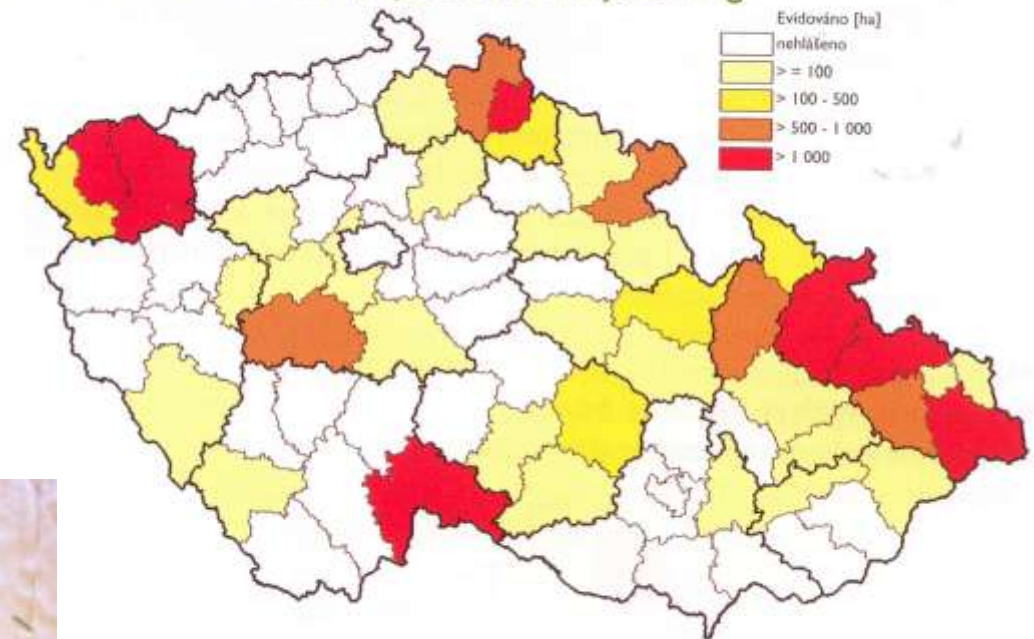 Evidováno [ha]
nehlášeno
> = 100
> 100 - 500
> 500 - 1 000
> 1 000